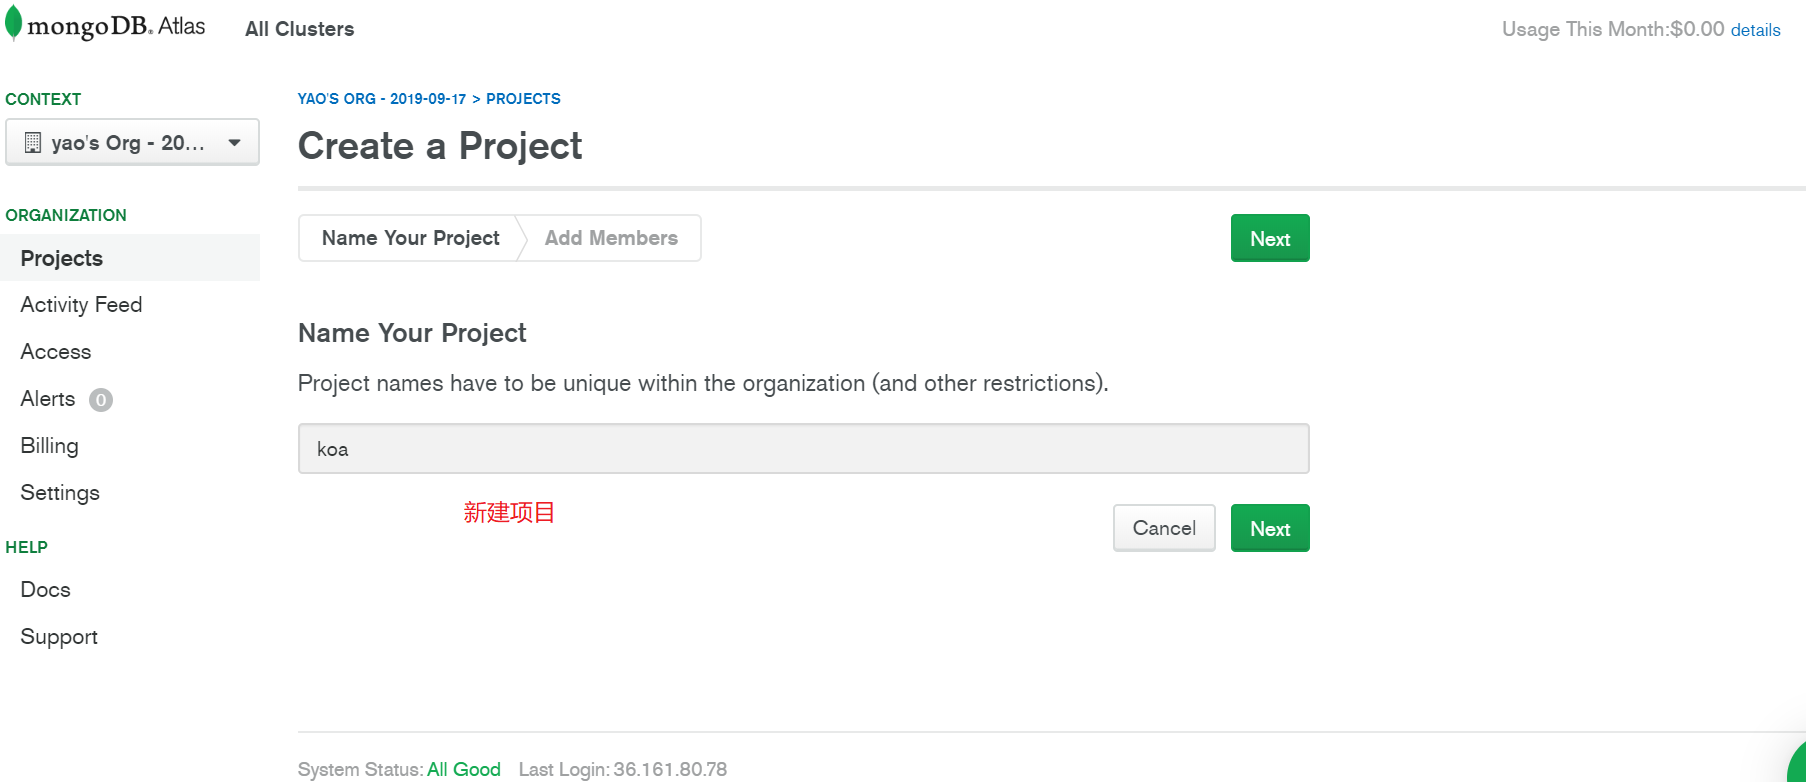 mongoDB. Atlas All Clusters Usage This Month:$0.00 details
CONTEXT
yao's Org - 20...
ORGANIZATION
Projects
Activity Feed
Access
Alerts 0
Billing
Settings
HELP
Docs
Support
YAO'S ORG - 2019-09-17 > PROJECTS
Create a Project
Name Your Project Add Members Next
Name Your Project
Project names have to be unique within the organization (and other restrictions).
koa
新建项目
Cancel Next
System Status: All Good Last Login: 36.161.80.78